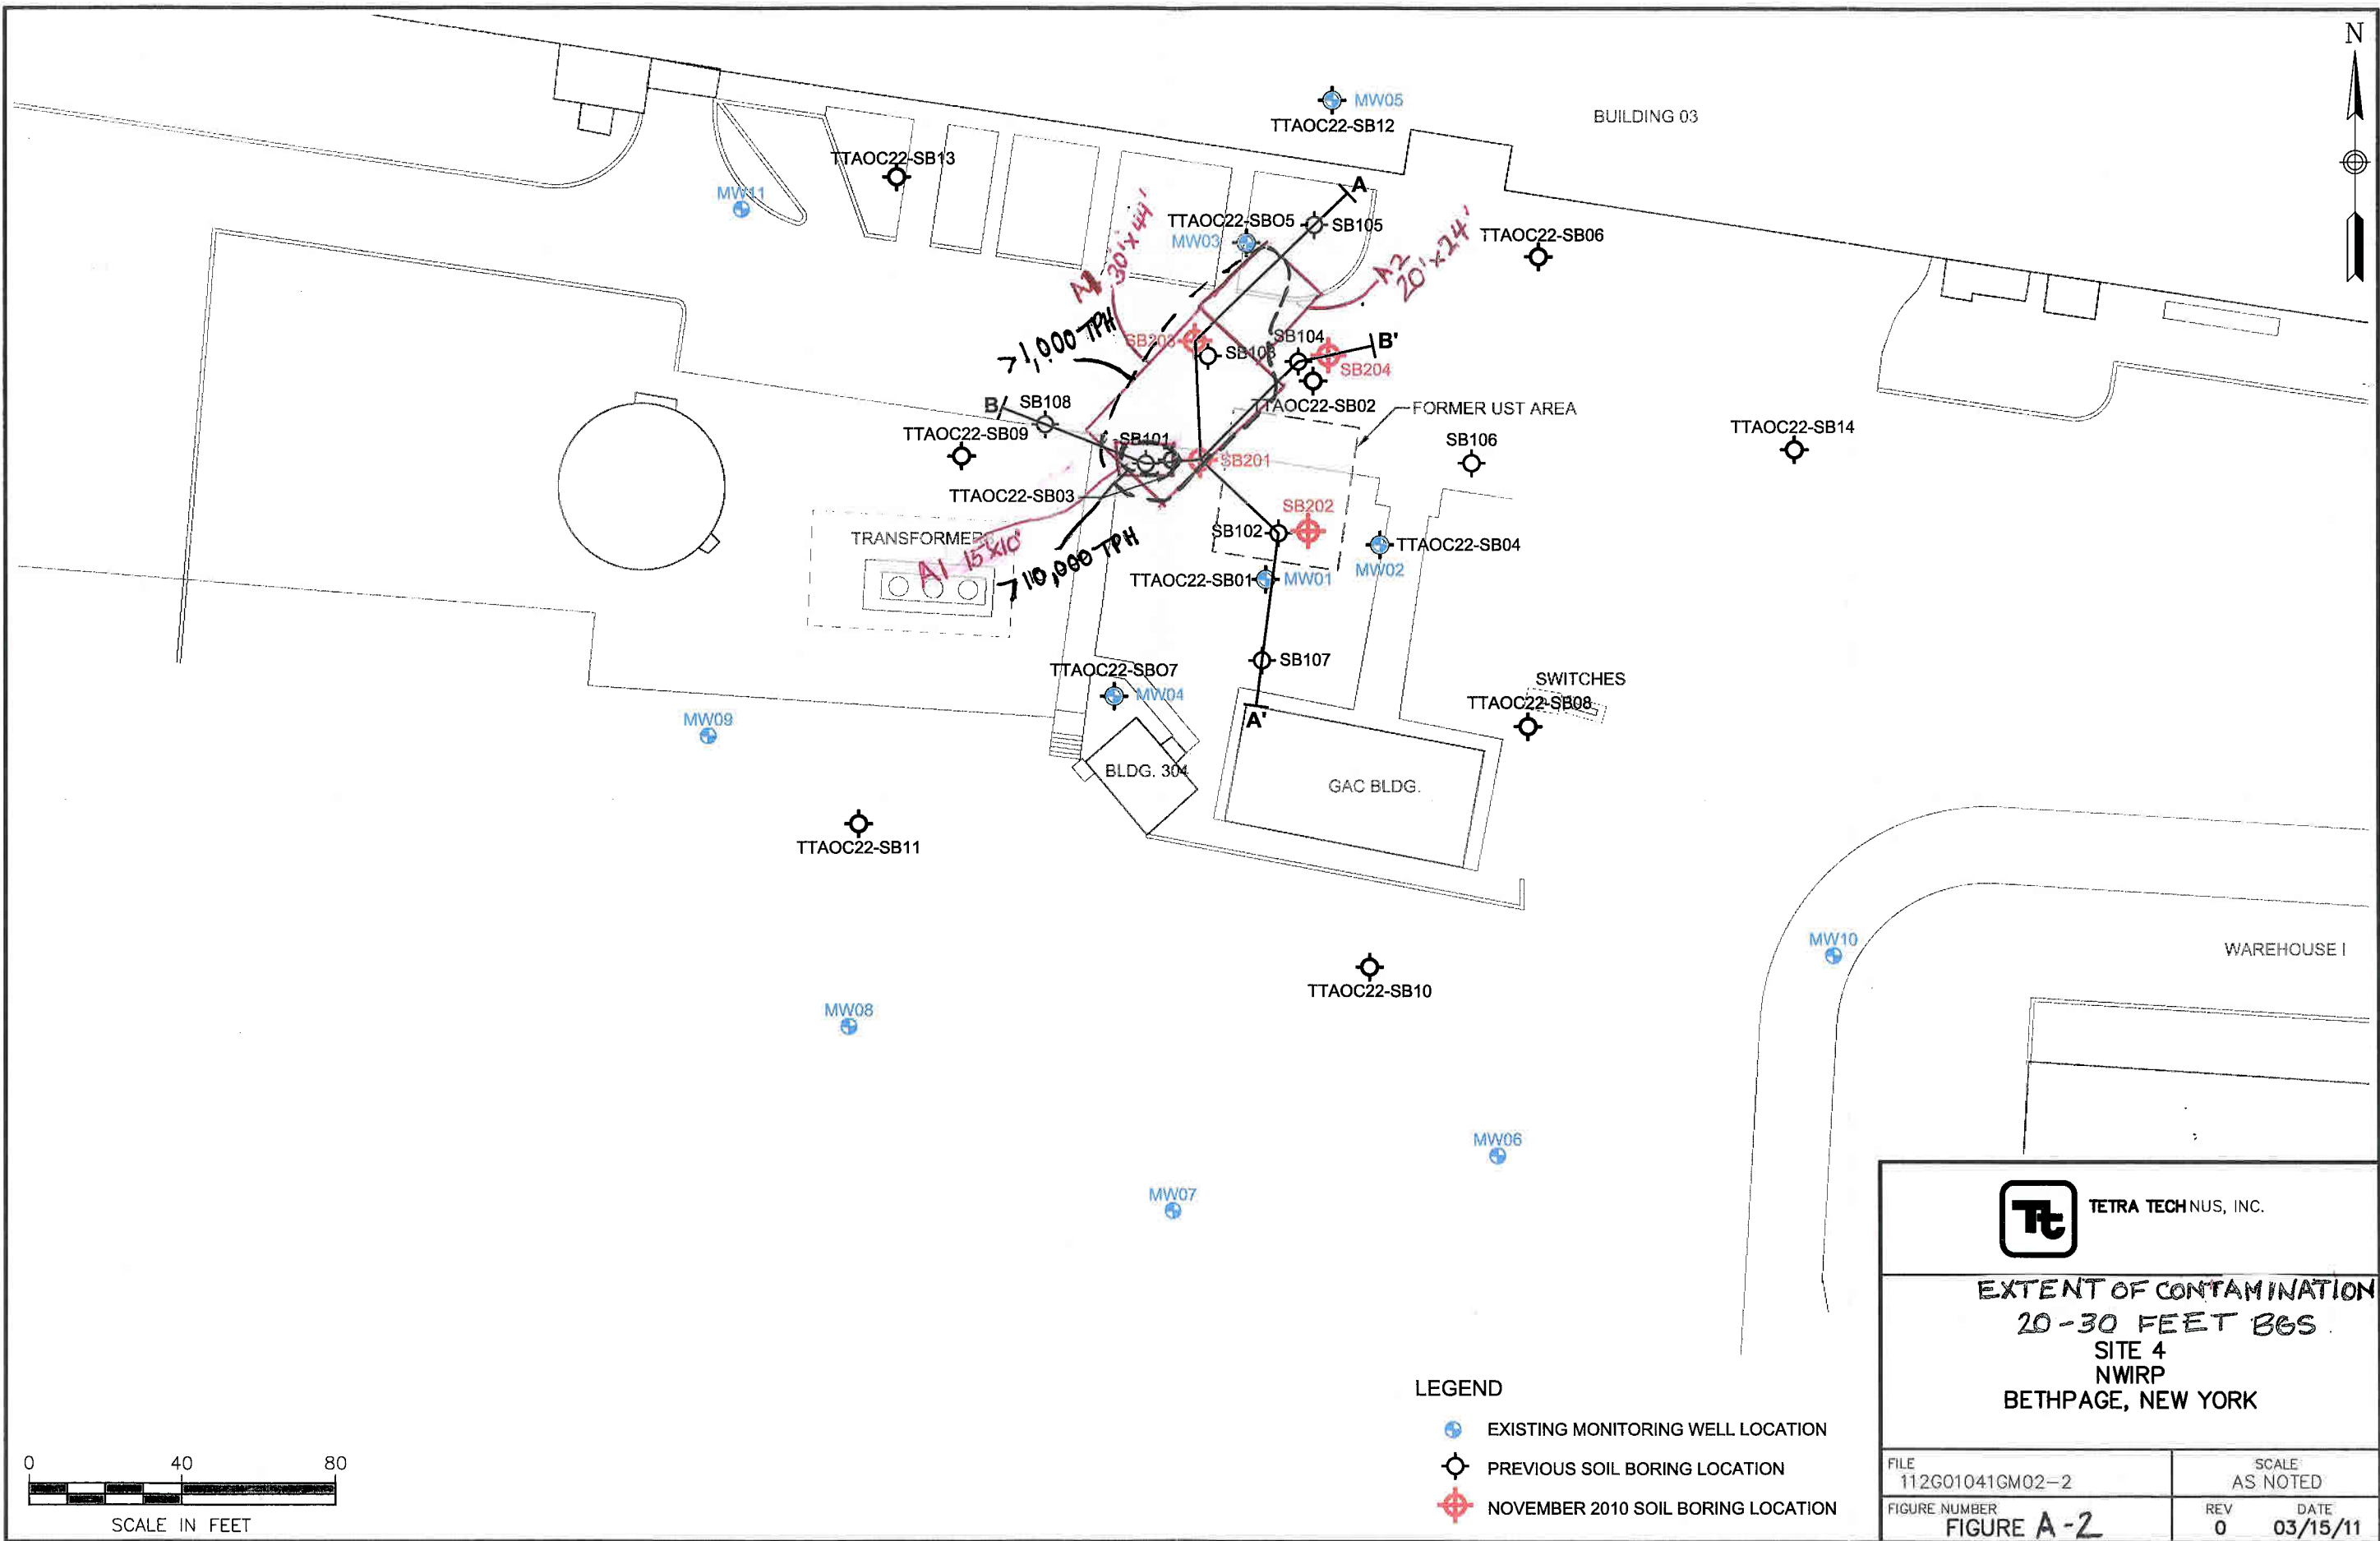 N
MW05
TTAOC22-SB12
BUILDING 03
TTAOC22-SB13
MW11
A
TTAOC22-SBO5
SB105
MW03
TTAOC22-SB06
A1 30'x44'
A2
20'x24'
>1,000 TPH
SB203
SB103
SB104
B'
SB204
TTAOC22-SB02
FORMER UST AREA
B
SB108
TTAOC22-SB09
SB101
SB201
SB106
TTAOC22-SB14
TTAOC22-SB03
SB202
SB102
TRANSFORMERS
A1 15'x10'
>10,000 TPH
TTAOC22-SB04
MW02
TTAOC22-SB01
MW01
SB107
TTAOC22-SBO7
MW04
SWITCHES
TTAOC22-SB08
A'
MW09
BLDG. 304
GAC BLDG.
TTAOC22-SB11
MW10
WAREHOUSE I
TTAOC22-SB10
MW08
MW06
MW07
TETRA TECH NUS, INC.
EXTENT OF CONTAMINATION
20-30 FEET BGS.
SITE 4
NWIRP
BETHPAGE, NEW YORK
LEGEND
EXISTING MONITORING WELL LOCATION
PREVIOUS SOIL BORING LOCATION
NOVEMBER 2010 SOIL BORING LOCATION
0 40 80
SCALE IN FEET
FILE
112G01041GM02-2
SCALE
AS NOTED
FIGURE NUMBER
FIGURE A-2
REV
0
DATE
03/15/11
Tt